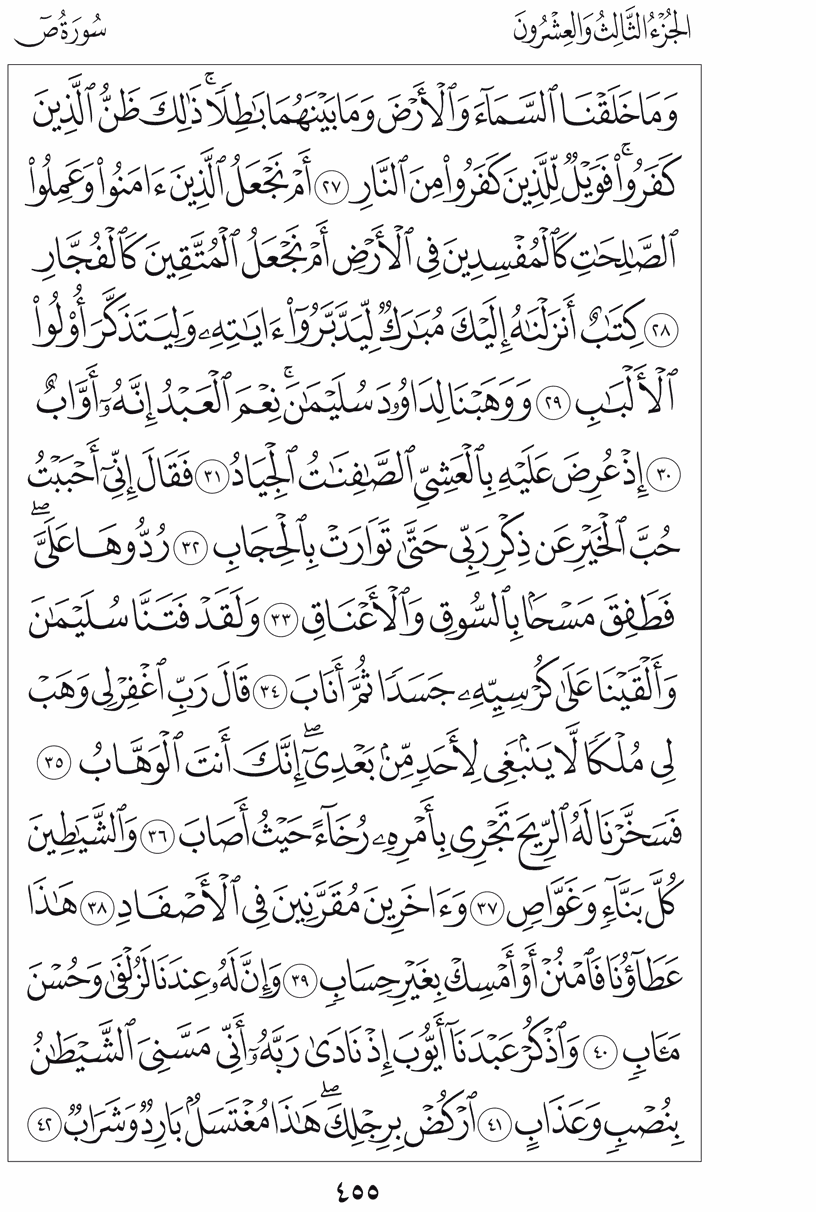 الجُزْءُ الثَّالِثُ وَالعِشْرُونَ
سُورَةُ صٓ
وَمَا خَلَقْنَا ٱلسَّمَآءَ وَٱلْأَرْضَ وَمَا بَيْنَهُمَا بَٰطِلًاۚ ذَٰلِكَ ظَنُّ ٱلَّذِينَ
كَفَرُوا۟ۚ فَوَيْلٌ لِّلَّذِينَ كَفَرُوا۟ مِنَ ٱلنَّارِ ٢٧ أَمْ نَجْعَلُ ٱلَّذِينَ ءَامَنُوا۟ وَعَمِلُوا۟
ٱلصَّٰلِحَٰتِ كَٱلْمُفْسِدِينَ فِى ٱلْأَرْضِ أَمْ نَجْعَلُ ٱلْمُتَّقِينَ كَٱلْفُجَّارِ
٢٨ كِتَٰبٌ أَنزَلْنَٰهُ إِلَيْكَ مُبَٰرَكٌ لِّيَدَّبَّرُوٓا۟ ءَايَٰتِهِۦ وَلِيَتَذَكَّرَ أُو۟لُوا۟
ٱلْأَلْبَٰبِ ٢٩ وَوَهَبْنَا لِدَاوُۥدَ سُلَيْمَٰنَۚ نِعْمَ ٱلْعَبْدُ إِنَّهُۥٓ أَوَّابٌ
٣٠ إِذْ عُرِضَ عَلَيْهِ بِٱلْعَشِىِّ ٱلصَّٰفِنَٰتُ ٱلْجِيَادُ ٣١ فَقَالَ إِنِّىٓ أَحْبَبْتُ
حُبَّ ٱلْخَيْرِ عَن ذِكْرِ رَبِّى حَتَّىٰ تَوَارَتْ بِٱلْحِجَابِ ٣٢ رُدُّوهَا عَلَىَّۖ
فَطَفِقَ مَسْحًۢا بِٱلسُّوقِ وَٱلْأَعْنَاقِ ٣٣ وَلَقَدْ فَتَنَّا سُلَيْمَٰنَ
وَأَلْقَيْنَا عَلَىٰ كُرْسِيِّهِۦ جَسَدًا ثُمَّ أَنَابَ ٣٤ قَالَ رَبِّ ٱغْفِرْ لِى وَهَبْ
لِى مُلْكًا لَّا يَنۢبَغِى لِأَحَدٍ مِّنۢ بَعْدِىٓۖ إِنَّكَ أَنتَ ٱلْوَهَّابُ ٣٥
فَسَخَّرْنَا لَهُ ٱلرِّيحَ تَجْرِى بِأَمْرِهِۦ رُخَآءً حَيْثُ أَصَابَ ٣٦ وَٱلشَّيَٰطِينَ
كُلَّ بَنَّآءٍ وَغَوَّاصٍ ٣٧ وَءَاخَرِينَ مُقَرَّنِينَ فِى ٱلْأَصْفَادِ ٣٨ هَٰذَا
عَطَآؤُنَا فَٱمْنُنْ أَوْ أَمْسِكْ بِغَيْرِ حِسَابٍ ٣٩ وَإِنَّ لَهُۥ عِندَنَا لَزُلْفَىٰ وَحُسْنَ
مَـَٔابٍ ٤٠ وَٱذْكُرْ عَبْدَنَآ أَيُّوبَ إِذْ نَادَىٰ رَبَّهُۥٓ أَنِّى مَسَّنِىَ ٱلشَّيْطَٰنُ
بِنُصْبٍ وَعَذَابٍ ٤١ ٱرْكُضْ بِرِجْلِكَۖ هَٰذَا مُغْتَسَلٌۢ بَارِدٌ وَشَرَابٌ ٤٢
٤٥٥